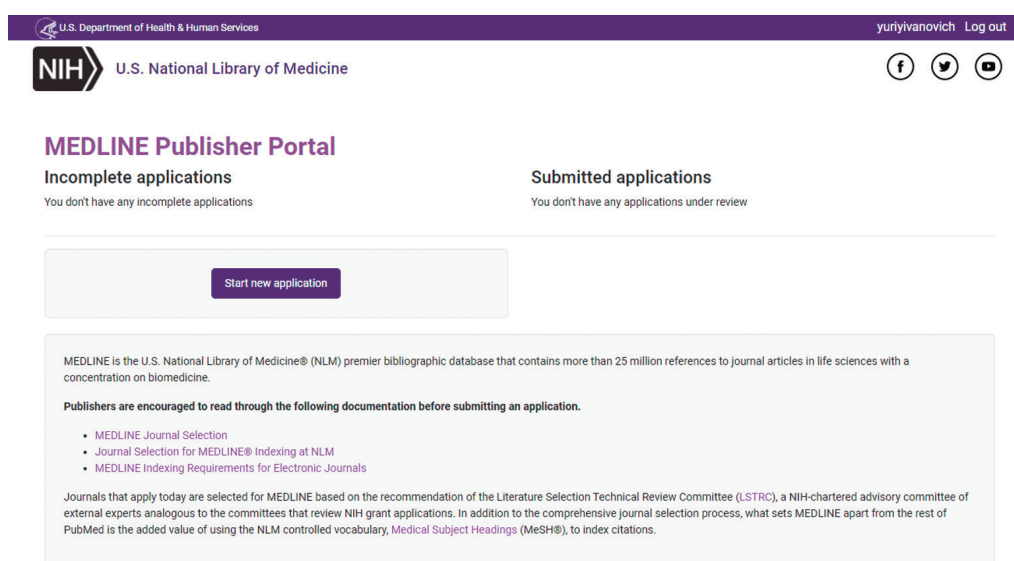 U.S. Department of Health & Human Services
yuriyivanovich Log out
NIH
U.S. National Library of Medicine
MEDLINE Publisher Portal
Incomplete applications
You don't have any incomplete applications
Submitted applications
You don't have any applications under review
Start new application
MEDLINE is the U.S. National Library of Medicine® (NLM) premier bibliographic database that contains more than 25 million references to journal articles in life sciences with a
concentration on biomedicine.
Publishers are encouraged to read through the following documentation before submitting an application.
• MEDLINE Journal Selection
• Journal Selection for MEDLINE® Indexing at NLM
• MEDLINE Indexing Requirements for Electronic Journals
Journals that apply today are selected for MEDLINE based on the recommendation of the Literature Selection Technical Review Committee (LSTRC), a NIH-chartered advisory committee of
external experts analogous to the committees that review NIH grant applications. In addition to the comprehensive journal selection process, what sets MEDLINE apart from the rest of
PubMed is the added value of using the NLM controlled vocabulary, Medical Subject Headings (MeSH®), to index citations.